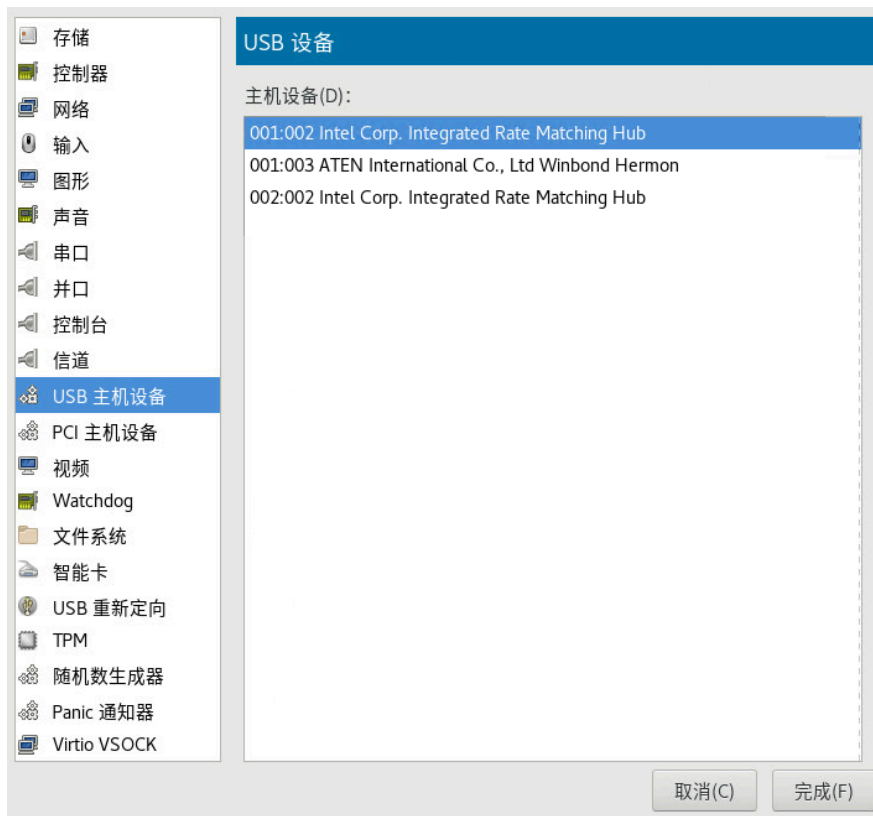 存储
控制器
网络
输入
图形
声音
串口
并口
控制台
信道
USB 主机设备
PCI 主机设备
视频
Watchdog
文件系统
智能卡
USB 重新定向
TPM
随机数生成器
Panic 通知器
Virtio VSOCK
USB 设备
主机设备(D):
001:002 Intel Corp. Integrated Rate Matching Hub
001:003 ATEN International Co., Ltd Winbond Hermon
002:002 Intel Corp. Integrated Rate Matching Hub
取消(C)
完成(F)